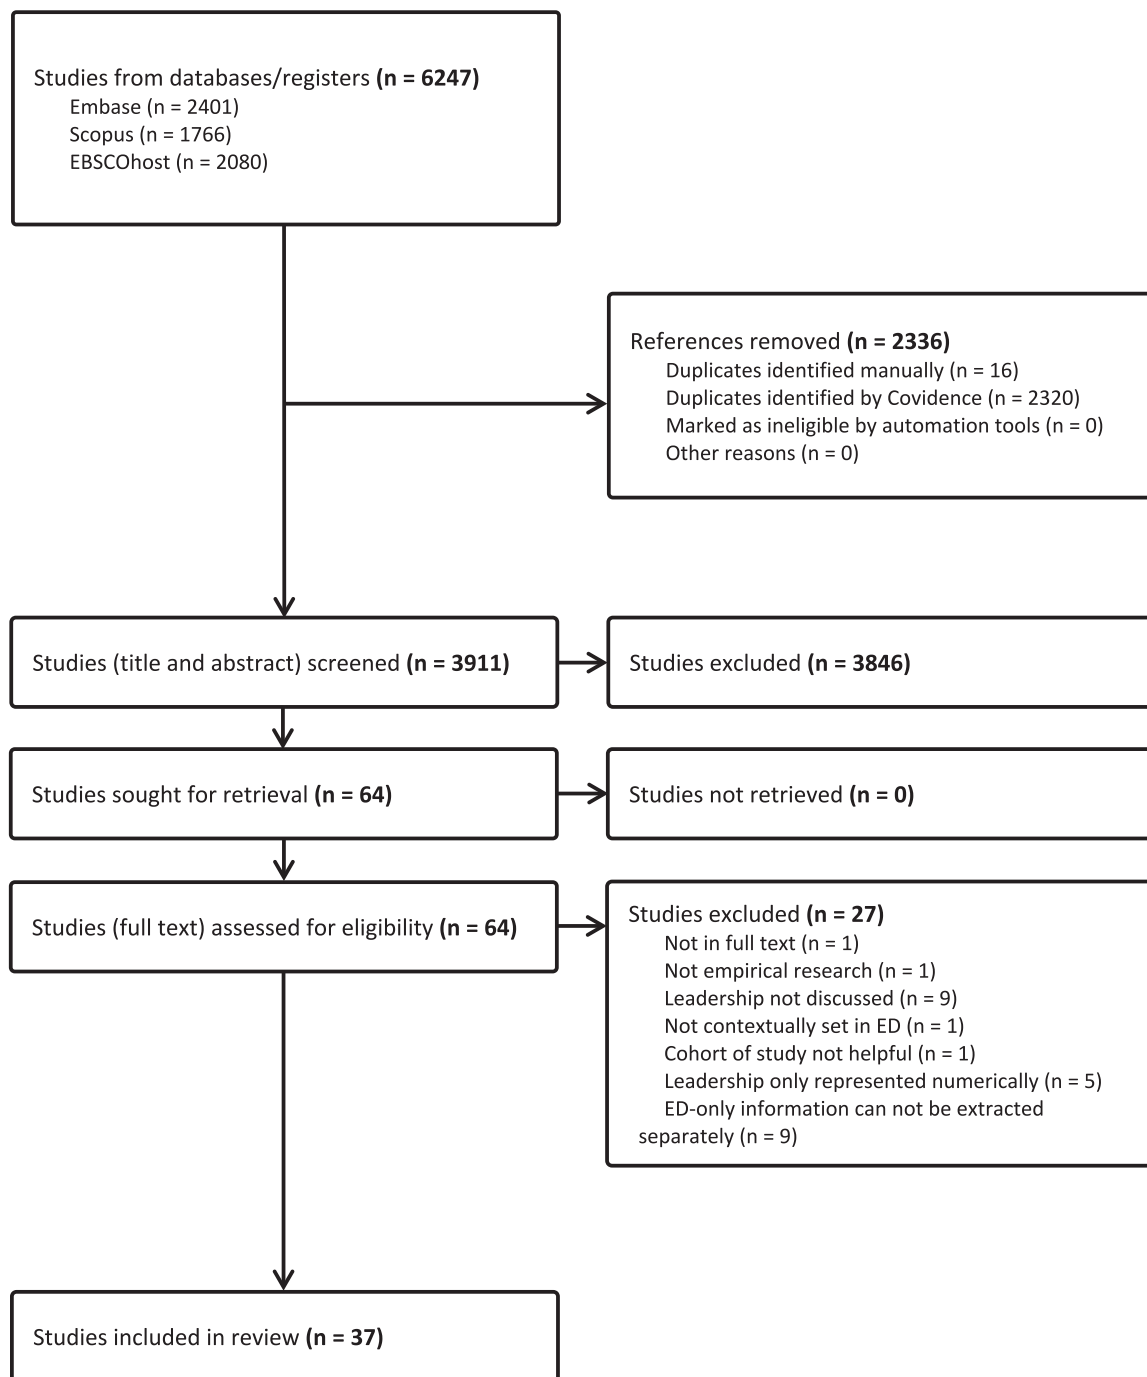 Studies from databases/registers (n = 6247)
Embase (n = 2401)
Scopus (n = 1766)
EBSCOhost (n = 2080)
References removed (n = 2336)
Duplicates identified manually (n = 16)
Duplicates identified by Covidence (n = 2320)
Marked as ineligible by automation tools (n = 0)
Other reasons (n = 0)
Studies (title and abstract) screened (n = 3911)
Studies excluded (n = 3846)
Studies sought for retrieval (n = 64)
Studies not retrieved (n = 0)
Studies (full text) assessed for eligibility (n = 64)
Studies excluded (n = 27)
Not in full text (n = 1)
Not empirical research (n = 1)
Leadership not discussed (n = 9)
Not contextually set in ED (n = 1)
Cohort of study not helpful (n = 1)
Leadership only represented numerically (n = 5)
ED-only information can not be extracted
separately (n = 9)
Studies included in review (n = 37)